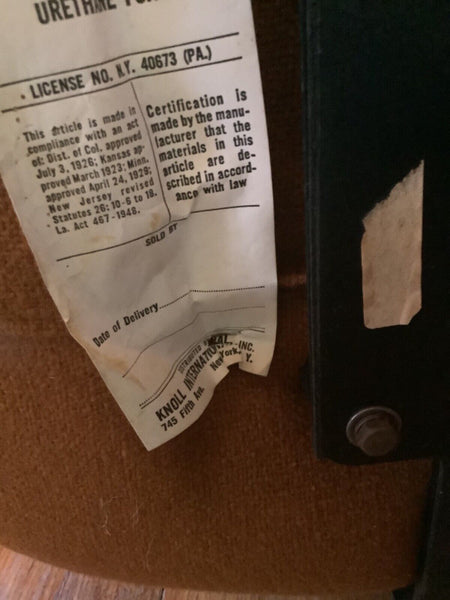 URETHANE
LICENSE NO. N.Y. 40673 (PA.)
This article is made in
compliance with an act
of: Dist. of Col. approved
July 3, 1926; Kansas ap-
proved March 1923; Minn.
approved April 24, 1929;
New Jersey revised
Statutes 26: 10-6 to 18.
La. Act 467-1948.
Certification is
made by the manu-
facturer that the
materials in this
article are de-
scribed in accord-
ance with law
SOLD BY
Date of Delivery
DISTRIBUTED
KNOLL INTERNATIONAL, INC.
745 Fifth Ave. New York, N.Y.